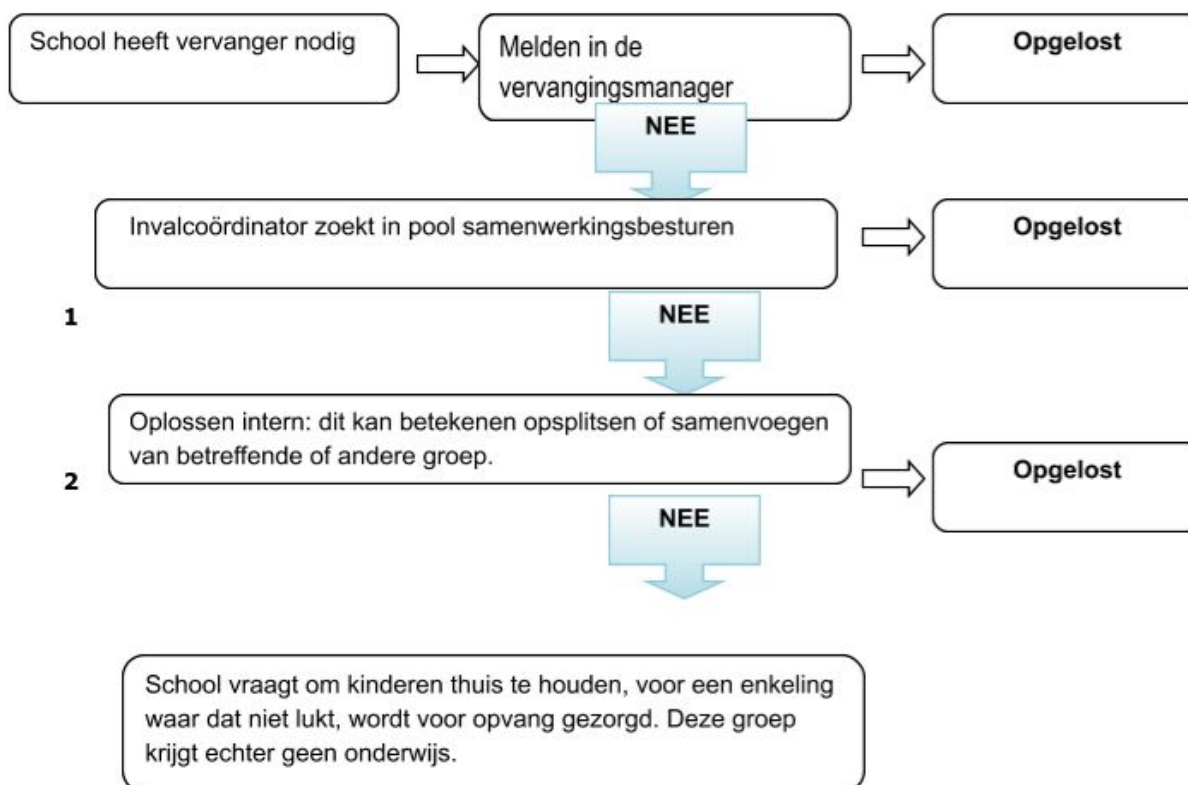 School heeft vervanger nodig
Melden in de
vervangingsmanager
Opgelost
NEE
Invalcoördinator zoekt in pool samenwerkingsbesturen
Opgelost
1
NEE
Oplossen intern: dit kan betekenen opsplitsen of samenvoegen
van betreffende of andere groep.
Opgelost
2
NEE
School vraagt om kinderen thuis te houden, voor een enkeling
waar dat niet lukt, wordt voor opvang gezorgd. Deze groep
krijgt echter geen onderwijs.